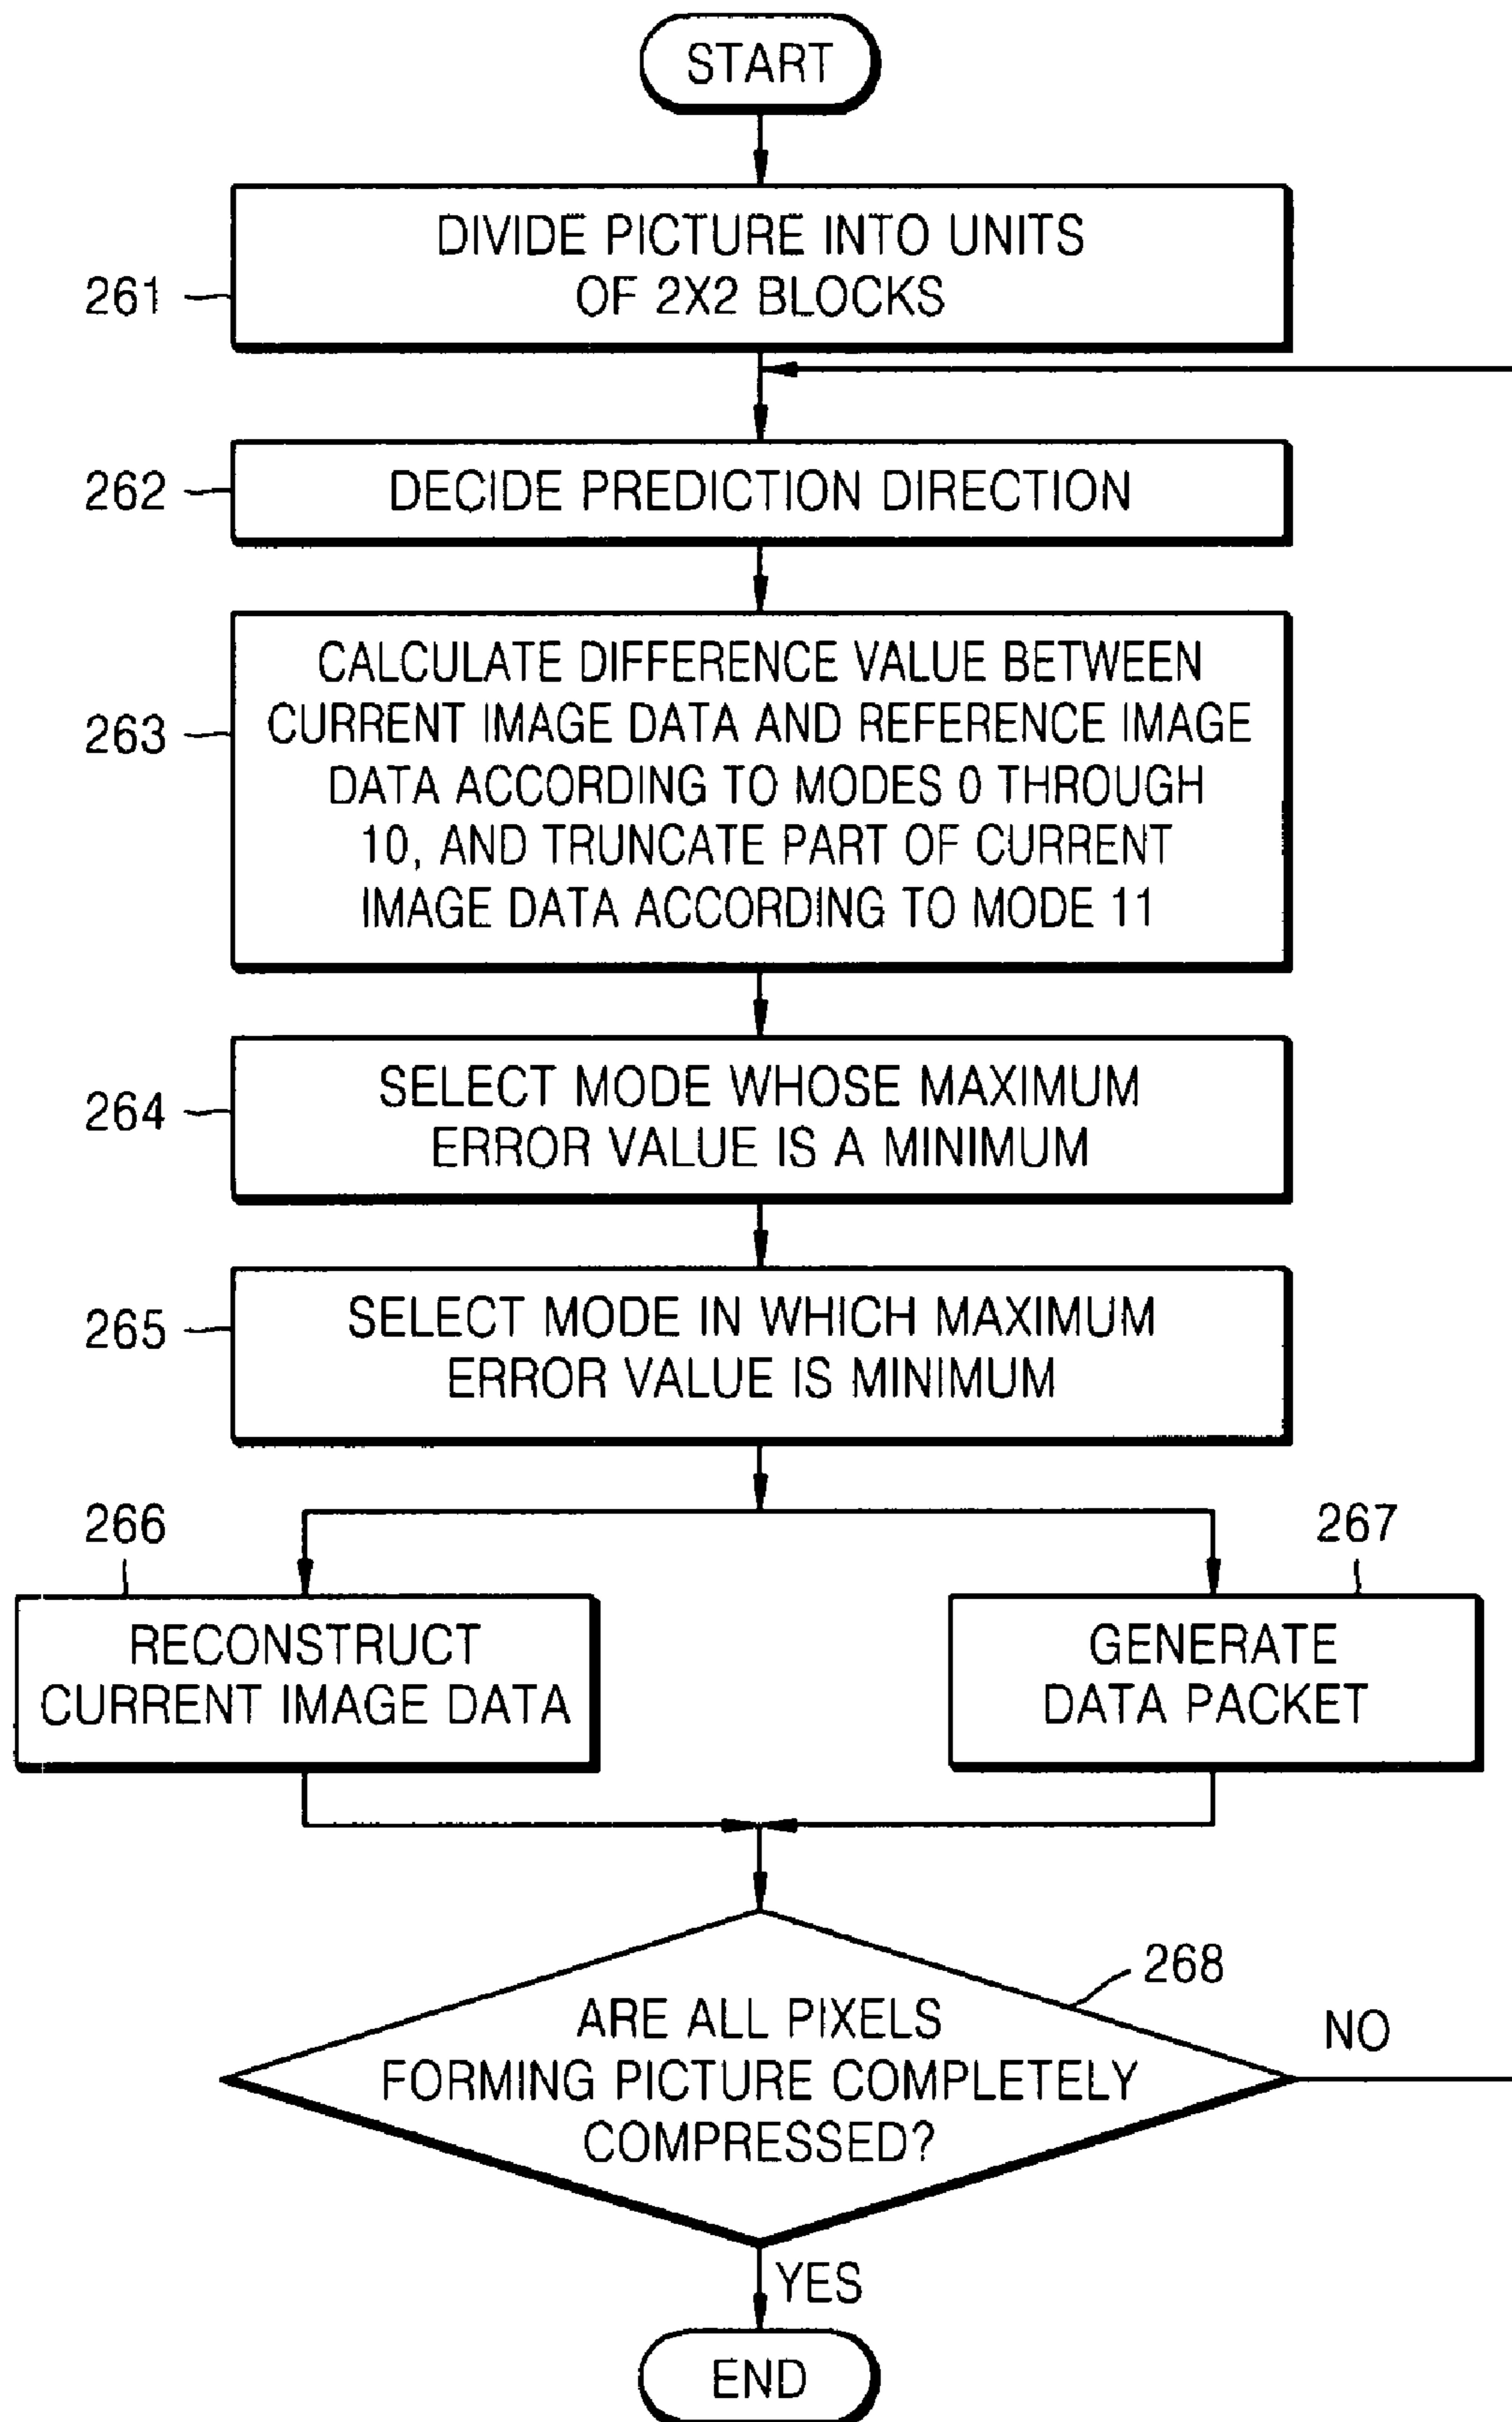 START
DIVIDE PICTURE INTO UNITS
OF 2X2 BLOCKS
261
262
DECIDE PREDICTION DIRECTION
CALCULATE DIFFERENCE VALUE BETWEEN
CURRENT IMAGE DATA AND REFERENCE IMAGE
DATA ACCORDING TO MODES 0 THROUGH
10, AND TRUNCATE PART OF CURRENT
IMAGE DATA ACCORDING TO MODE 11
263
SELECT MODE WHOSE MAXIMUM
ERROR VALUE IS A MINIMUM
264
SELECT MODE IN WHICH MAXIMUM
ERROR VALUE IS MINIMUM
265
266
RECONSTRUCT
CURRENT IMAGE DATA
267
GENERATE
DATA PACKET
268
ARE ALL PIXELS
FORMING PICTURE COMPLETELY
COMPRESSED?
NO
YES
END